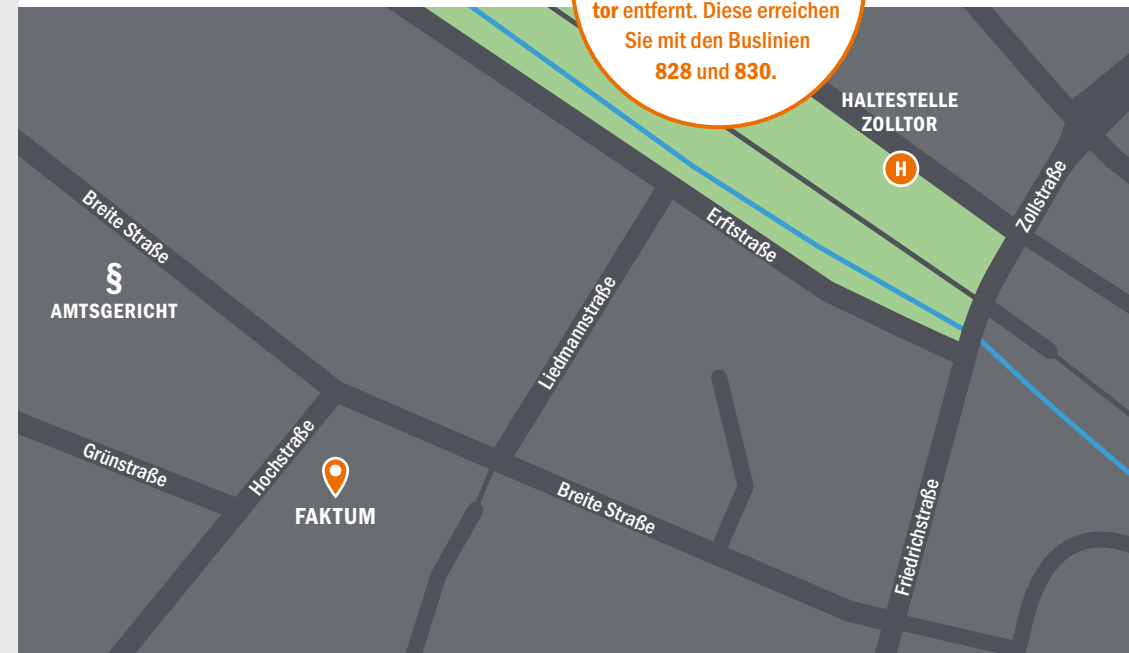 tor entfernt. Diese erreichen
Sie mit den Buslinien
828 und 830.
HALTESTELLE
ZOLLTOR
H
Zollstraße
Breite Straße
Erftstraße
§
AMTSGERICHT
Liedmannstraße
Hochstraße
Grünstraße
FAKTUM
Breite Straße
Friedrichstraße